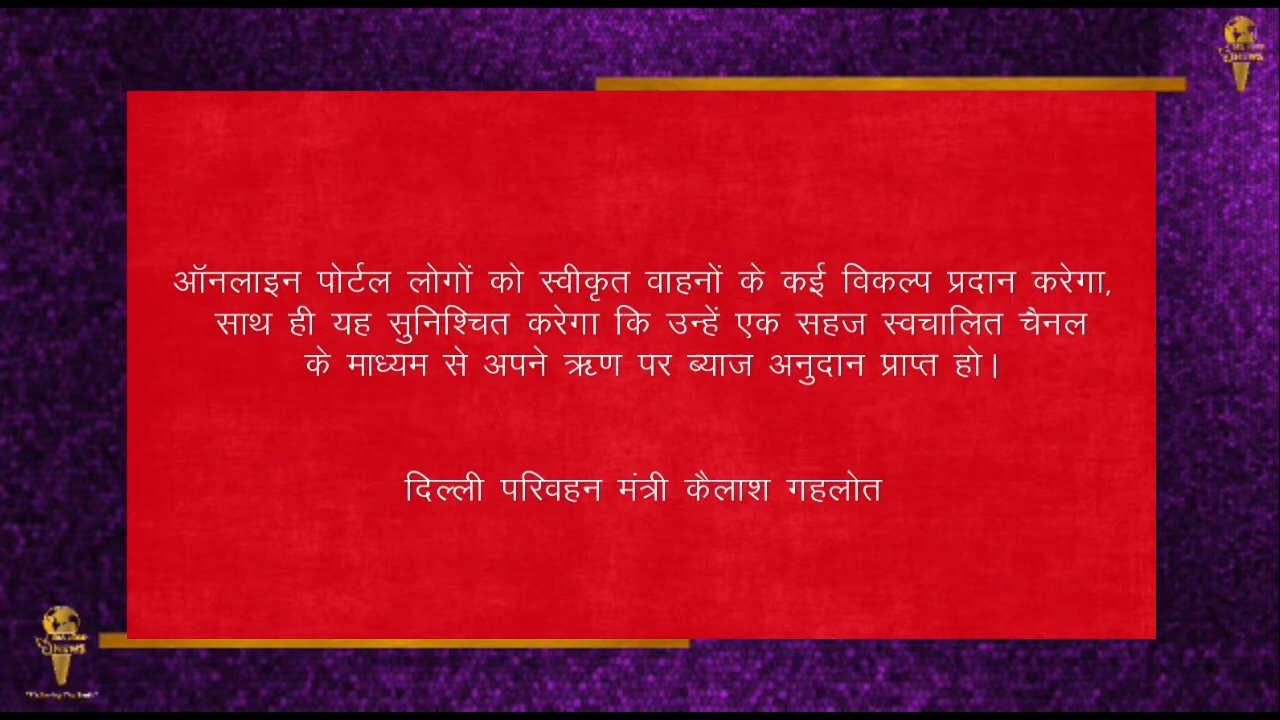 ऑनलाइन पोर्टल लोगों को स्वीकृत वाहनों के कई विकल्प प्रदान करेगा,
साथ ही यह सुनिश्चित करेगा कि उन्हें एक सहज स्वचालित चैनल
के माध्यम से अपने ऋण पर ब्याज अनुदान प्राप्त हो।
दिल्ली परिवहन मंत्री कैलाश गहलोत